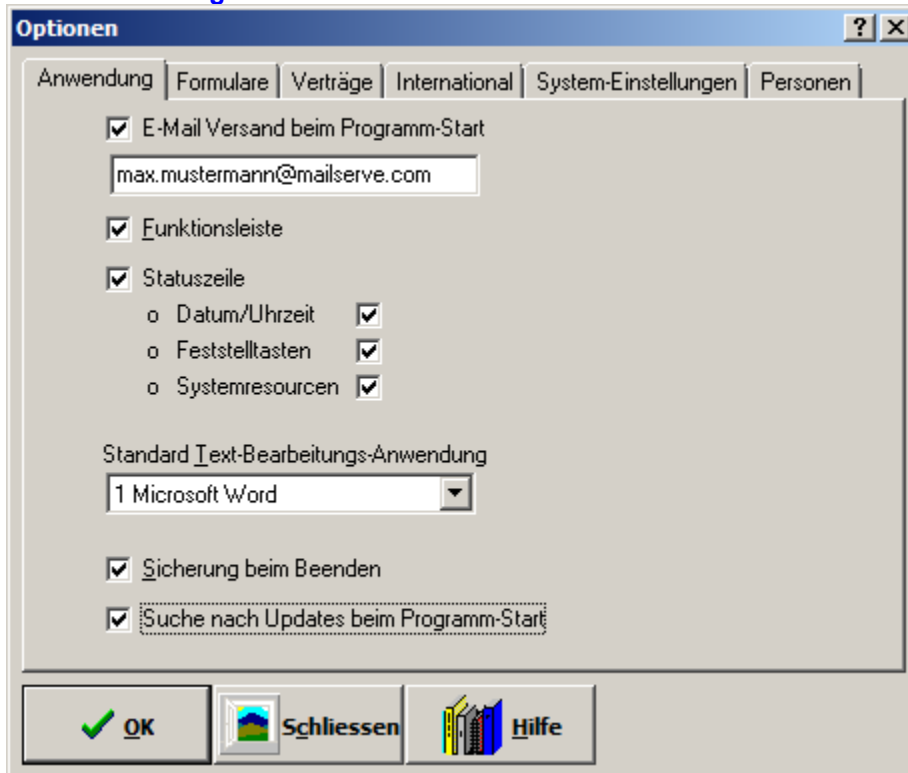 Optionen
Anwendung Formulare Verträge International System-Einstellungen Personen
E-Mail Versand beim Programm-Start
max.mustermann@mailserve.com
Funktionsleiste
Statuszeile
o Datum/Uhrzeit
o Feststelltasten
o Systemresourcen
Standard Text-Bearbeitungs-Anwendung
1 Microsoft Word
Sicherung beim Beenden
Suche nach Updates beim Programm-Start
OK Schliessen Hilfe